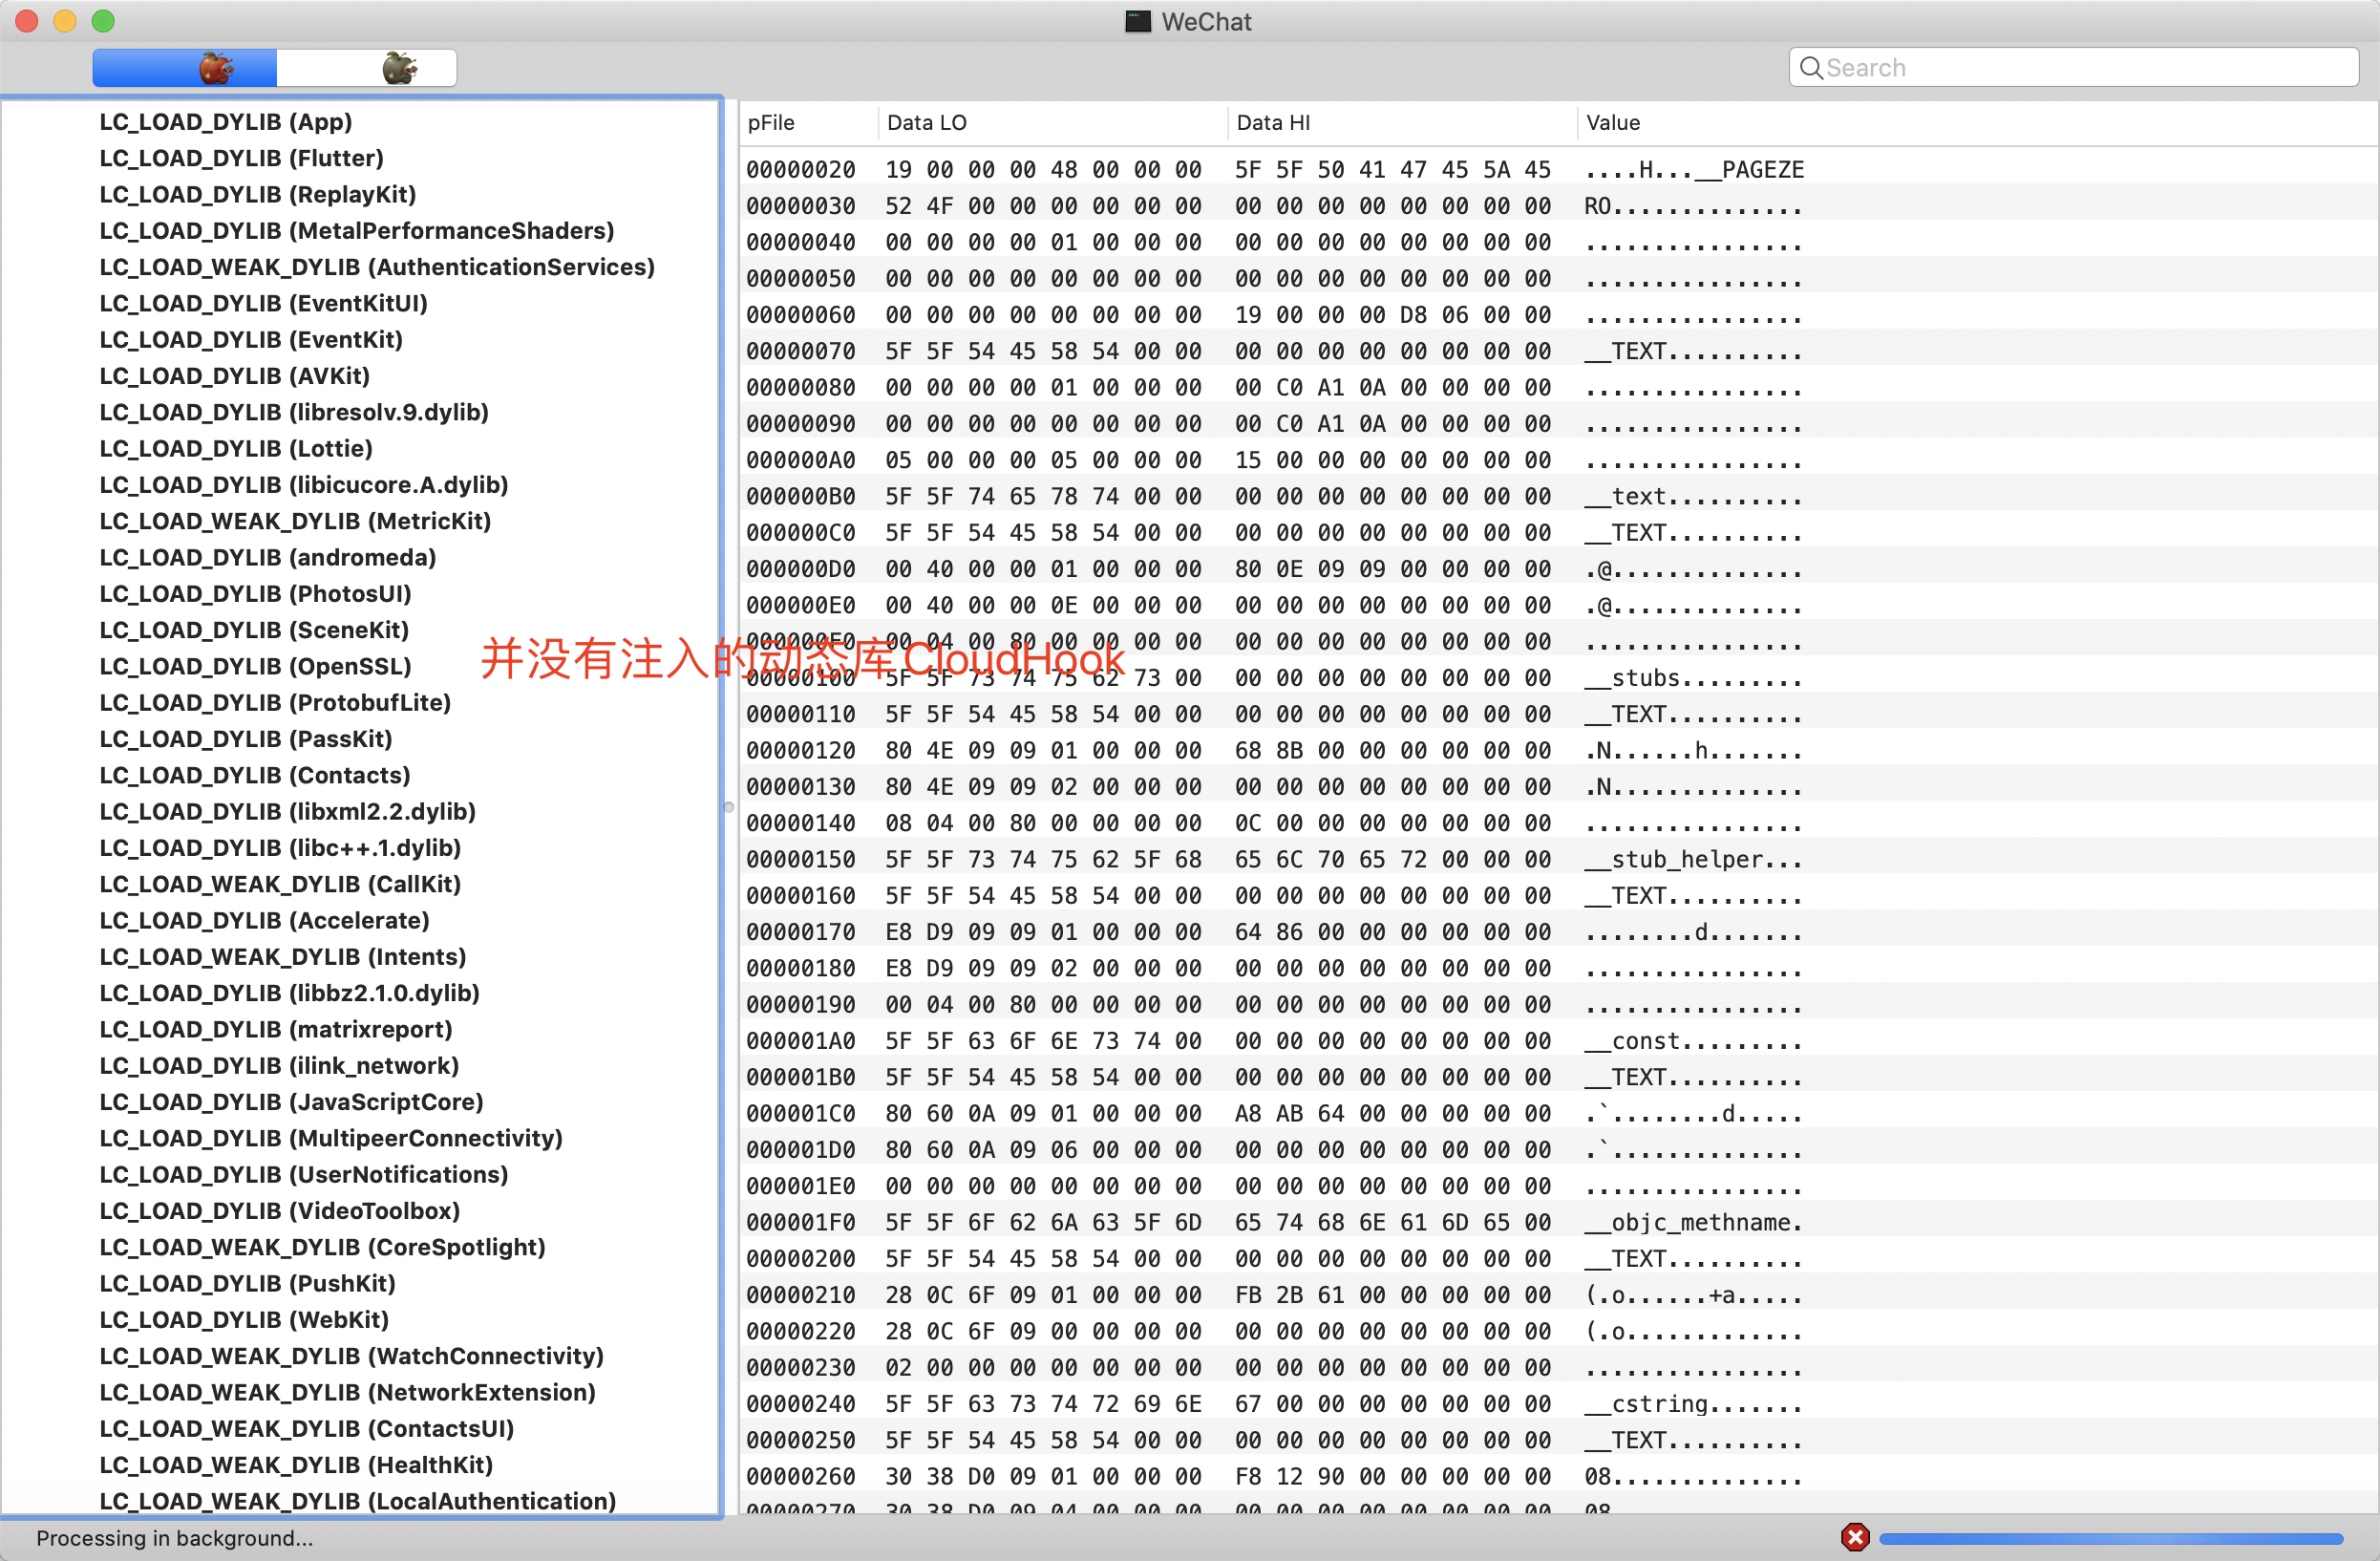 WeChat
Search
LC_LOAD_DYLIB (App)
LC_LOAD_DYLIB (Flutter)
LC_LOAD_DYLIB (ReplayKit)
LC_LOAD_DYLIB (MetalPerformanceShaders)
LC_LOAD_WEAK_DYLIB (AuthenticationServices)
LC_LOAD_DYLIB (EventKitUI)
LC_LOAD_DYLIB (EventKit)
LC_LOAD_DYLIB (AVKit)
LC_LOAD_DYLIB (libresolv.9.dylib)
LC_LOAD_DYLIB (Lottie)
LC_LOAD_DYLIB (libicucore.A.dylib)
LC_LOAD_WEAK_DYLIB (MetricKit)
LC_LOAD_DYLIB (andromeda)
LC_LOAD_DYLIB (PhotosUI)
LC_LOAD_DYLIB (SceneKit)
LC_LOAD_DYLIB (OpenSSL)
LC_LOAD_DYLIB (ProtobufLite)
LC_LOAD_DYLIB (PassKit)
LC_LOAD_DYLIB (Contacts)
LC_LOAD_DYLIB (libxml2.2.dylib)
LC_LOAD_DYLIB (libc++.1.dylib)
LC_LOAD_WEAK_DYLIB (CallKit)
LC_LOAD_DYLIB (Accelerate)
LC_LOAD_WEAK_DYLIB (Intents)
LC_LOAD_DYLIB (libbz2.1.0.dylib)
LC_LOAD_DYLIB (matrixreport)
LC_LOAD_DYLIB (ilink_network)
LC_LOAD_DYLIB (JavaScriptCore)
LC_LOAD_DYLIB (MultipeerConnectivity)
LC_LOAD_DYLIB (UserNotifications)
LC_LOAD_DYLIB (VideoToolbox)
LC_LOAD_WEAK_DYLIB (CoreSpotlight)
LC_LOAD_DYLIB (PushKit)
LC_LOAD_DYLIB (WebKit)
LC_LOAD_WEAK_DYLIB (WatchConnectivity)
LC_LOAD_WEAK_DYLIB (NetworkExtension)
LC_LOAD_WEAK_DYLIB (ContactsUI)
LC_LOAD_WEAK_DYLIB (HealthKit)
LC_LOAD_WEAK_DYLIB (LocalAuthentication)
并没有注入的动态库CloudHook
pFile Data LO Data HI Value
00000020 19 00 00 00 48 00 00 00 5F 5F 50 41 47 45 5A 45 ....H...__PAGEZE
00000030 52 4F 00 00 00 00 00 00 00 00 00 00 00 00 00 00 RO..............
00000040 00 00 00 00 01 00 00 00 00 00 00 00 00 00 00 00 ................
00000050 00 00 00 00 00 00 00 00 00 00 00 00 00 00 00 00 ................
00000060 00 00 00 00 00 00 00 00 19 00 00 00 D8 06 00 00 ................
00000070 5F 5F 54 45 58 54 00 00 00 00 00 00 00 00 00 00 __TEXT..........
00000080 00 00 00 00 01 00 00 00 00 C0 A1 0A 00 00 00 00 ................
00000090 00 00 00 00 00 00 00 00 00 C0 A1 0A 00 00 00 00 ................
000000A0 05 00 00 00 05 00 00 00 15 00 00 00 00 00 00 00 ................
000000B0 5F 5F 74 65 78 74 00 00 00 00 00 00 00 00 00 00 __text..........
000000C0 5F 5F 54 45 58 54 00 00 00 00 00 00 00 00 00 00 __TEXT..........
000000D0 00 40 00 00 01 00 00 00 80 0E 09 09 00 00 00 00 .@..............
000000E0 00 40 00 00 0E 00 00 00 00 00 00 00 00 00 00 00 .@..............
000000F0 00 04 00 80 00 00 00 00 00 00 00 00 00 00 00 00 ................
00000100 5F 5F 73 74 75 62 73 00 00 00 00 00 00 00 00 00 __stubs.........
00000110 5F 5F 54 45 58 54 00 00 00 00 00 00 00 00 00 00 __TEXT..........
00000120 80 4E 09 09 01 00 00 00 68 8B 00 00 00 00 00 00 .N......h.......
00000130 80 4E 09 09 02 00 00 00 00 00 00 00 00 00 00 00 .N..............
00000140 08 04 00 80 00 00 00 00 0C 00 00 00 00 00 00 00 ................
00000150 5F 5F 73 74 75 62 5F 68 65 6C 70 65 72 00 00 00 __stub_helper...
00000160 5F 5F 54 45 58 54 00 00 00 00 00 00 00 00 00 00 __TEXT..........
00000170 E8 D9 09 09 01 00 00 00 64 86 00 00 00 00 00 00 ........d.......
00000180 E8 D9 09 09 02 00 00 00 00 00 00 00 00 00 00 00 ................
00000190 00 04 00 80 00 00 00 00 00 00 00 00 00 00 00 00 ................
000001A0 5F 5F 63 6F 6E 73 74 00 00 00 00 00 00 00 00 00 __const.........
000001B0 5F 5F 54 45 58 54 00 00 00 00 00 00 00 00 00 00 __TEXT..........
000001C0 80 60 0A 09 01 00 00 00 A8 AB 64 00 00 00 00 00 .`........d.....
000001D0 80 60 0A 09 06 00 00 00 00 00 00 00 00 00 00 00 .`..............
000001E0 00 00 00 00 00 00 00 00 00 00 00 00 00 00 00 00 ................
000001F0 5F 5F 6F 62 6A 63 5F 6D 65 74 68 6E 61 6D 65 00 __objc_methname.
00000200 5F 5F 54 45 58 54 00 00 00 00 00 00 00 00 00 00 __TEXT..........
00000210 28 0C 6F 09 01 00 00 00 FB 2B 61 00 00 00 00 00 (.o......+a.....
00000220 28 0C 6F 09 00 00 00 00 00 00 00 00 00 00 00 00 (.o.............
00000230 02 00 00 00 00 00 00 00 00 00 00 00 00 00 00 00 ................
00000240 5F 5F 63 73 74 72 69 6E 67 00 00 00 00 00 00 00 __cstring.......
00000250 5F 5F 54 45 58 54 00 00 00 00 00 00 00 00 00 00 __TEXT..........
00000260 30 38 D0 09 01 00 00 00 F8 12 90 00 00 00 00 00 08..............
00000270 30 38 D0 09 04 00 00 00 00 00 00 00 00 00 00 00 08
Processing in background...